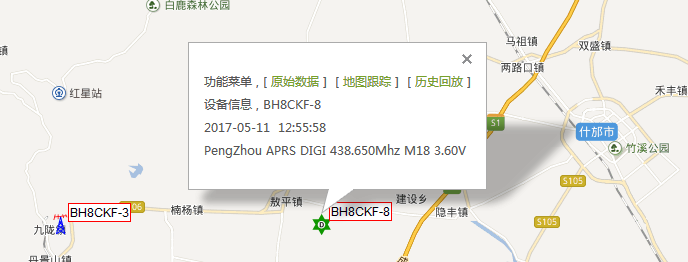 白鹿森林公园
马祖镇
双盛镇
两路口镇
红星站
禾丰镇
功能菜单，[ 原始数据 ] [ 地图跟踪 ] [ 历史回放 ]
设备信息，BH8CKF-8
2017-05-11 12:55:58
PengZhou APRS DIGI 438.650Mhz M18 3.60V
S1
什邡市
竹溪公园
S105
S105
BH8CKF-3
楠杨镇
敖平镇
建设乡
BH8CKF-8
隐丰镇
D
九陇镇
丹景山镇
成